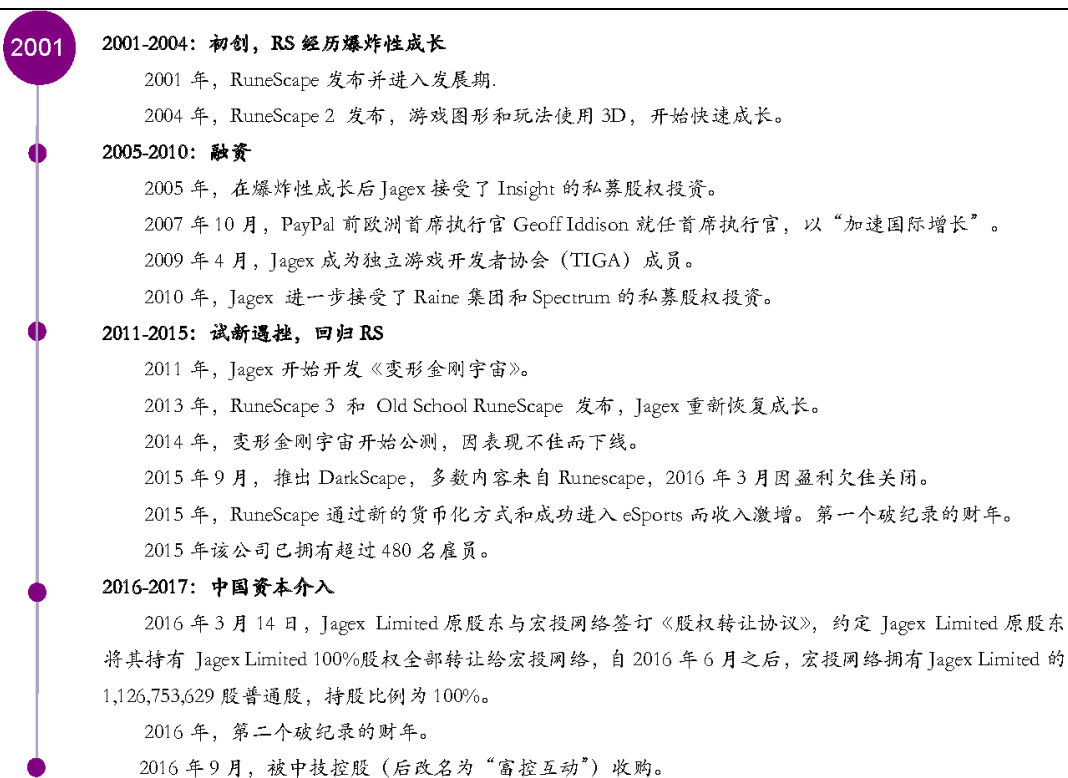 2001
2001-2004：初创，RS 经历爆炸性成长
2001 年，RuneScape 发布并进入发展期.
2004 年，RuneScape 2 发布，游戏图形和玩法使用 3D，开始快速成长。
2005-2010：融资
2005 年，在爆炸性成长后 Jagex 接受了 Insight 的私募股权投资。
2007 年 10 月，PayPal 前欧洲首席执行官 Geoff Iddison 就任首席执行官，以“加速国际增长”。
2009 年 4 月，Jagex 成为独立游戏开发者协会（TIGA）成员。
2010 年，Jagex 进一步接受了 Raine 集团和 Spectrum 的私募股权投资。
2011-2015：试新遇挫，回归 RS
2011 年，Jagex 开始开发《变形金刚宇宙》。
2013 年，RuneScape 3 和 Old School RuneScape 发布，Jagex 重新恢复成长。
2014 年，变形金刚宇宙开始公测，因表现不佳而下线。
2015 年 9 月，推出 DarkScape，多数内容来自 Runescape，2016 年 3 月因盈利欠佳关闭。
2015 年，RuneScape 通过新的货币化方式和成功进入 eSports 而收入激增。第一个破纪录的财年。
2015 年该公司已拥有超过 480 名雇员。
2016-2017：中国资本介入
2016 年 3 月 14 日，Jagex Limited 原股东与宏投网络签订《股权转让协议》，约定 Jagex Limited 原股东
将其持有 Jagex Limited 100%股权全部转让给宏投网络，自 2016 年 6 月之后，宏投网络拥有 Jagex Limited 的
1,126,753,629 股普通股，持股比例为 100%。
2016 年，第二个破纪录的财年。
2016 年 9 月，被中技控股（后改名为“富控互动”）收购。